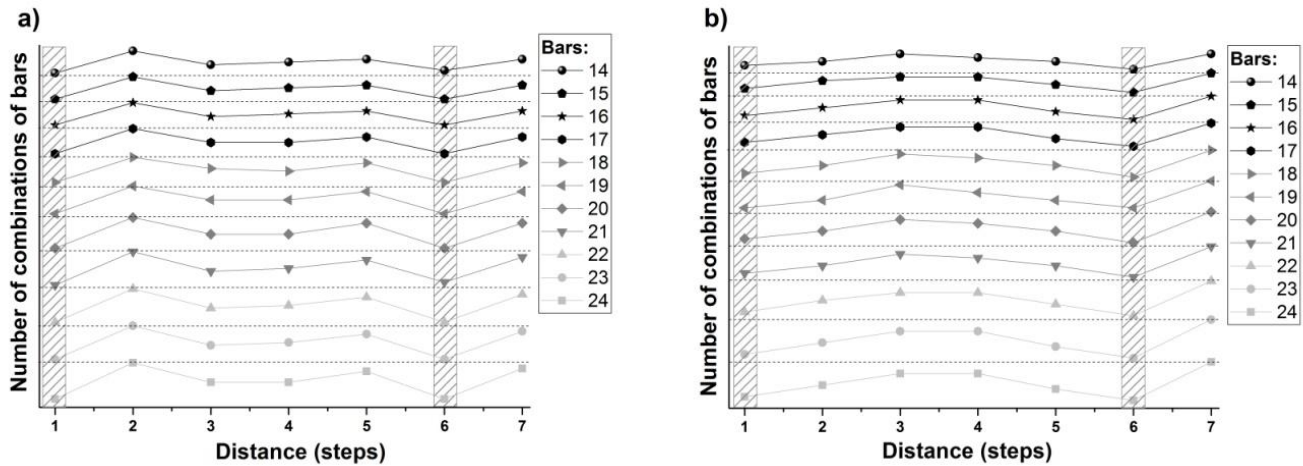 a)
Number of combinations of bars
1 2 3 4 5 6 7
Distance (steps)
Bars:
14
15
16
17
18
19
20
21
22
23
24
b)
Number of combinations of bars
1 2 3 4 5 6 7
Distance (steps)
Bars:
14
15
16
17
18
19
20
21
22
23
24